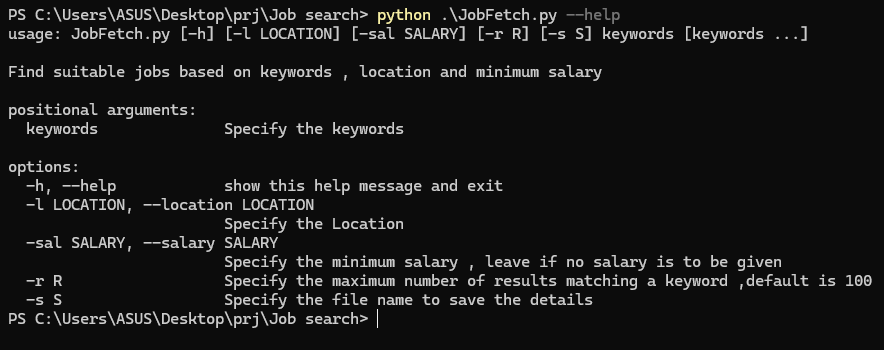 PS C:\Users\ASUS\Desktop\prj\Job search> python .\JobFetch.py --help
usage: JobFetch.py [-h] [-l LOCATION] [-sal SALARY] [-r R] [-s S] keywords [keywords ...]

Find suitable jobs based on keywords , location and minimum salary

positional arguments:
  keywords              Specify the keywords

options:
  -h, --help            show this help message and exit
  -l LOCATION, --location LOCATION
                        Specify the Location
  -sal SALARY, --salary SALARY
                        Specify the minimum salary , leave if no salary is to be given
  -r R                  Specify the maximum number of results matching a keyword ,default is 100
  -s S                  Specify the file name to save the details
PS C:\Users\ASUS\Desktop\prj\Job search>